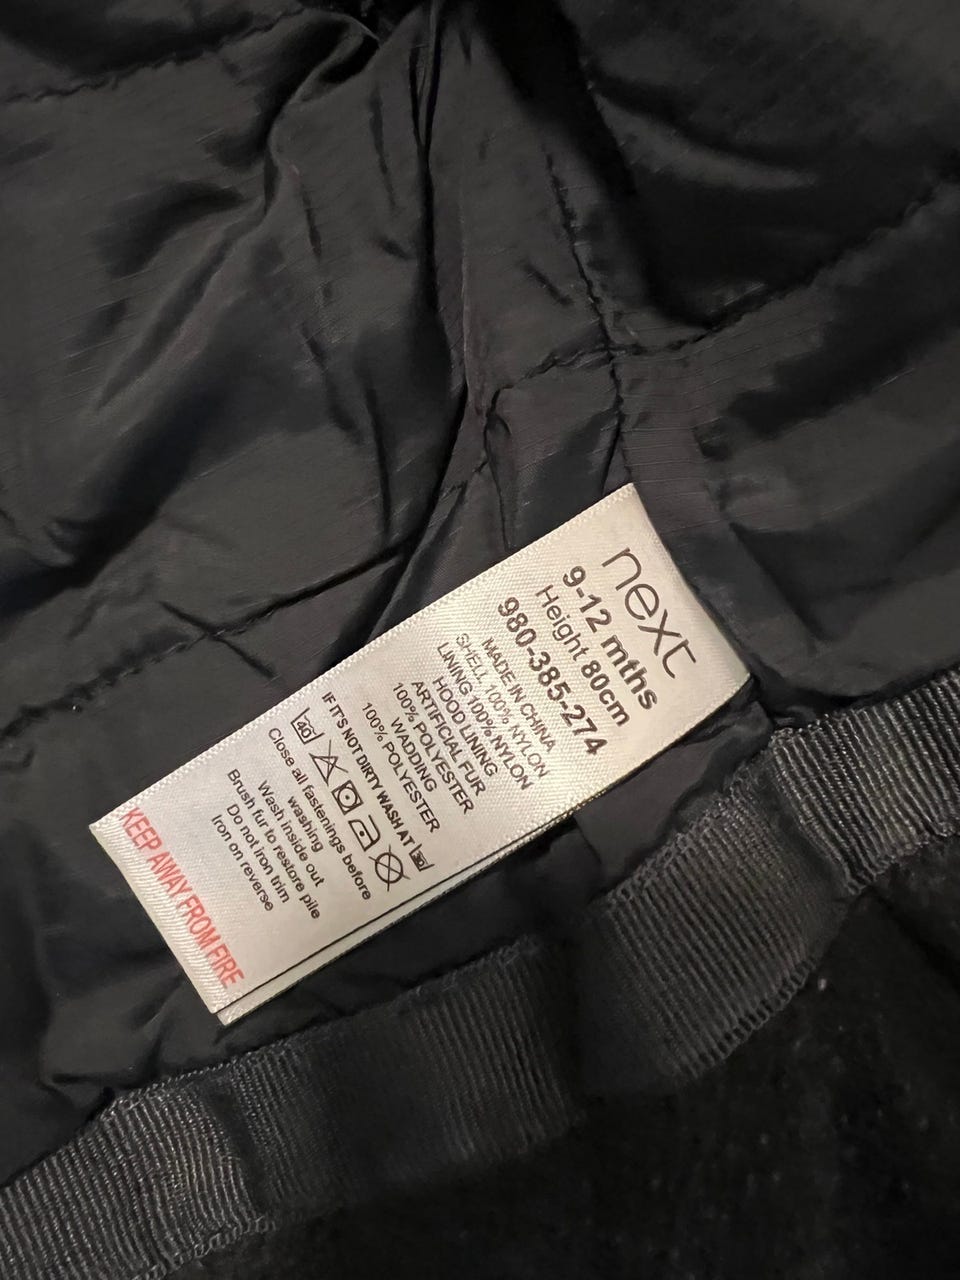 next
9-12 mths
Height 80cm
980-385-274
MADE IN CHINA
SHELL 100% NYLON
LINING 100% NYLON
HOOD LINING
ARTIFICIAL FUR
100% POLYESTER
WADDING
100% POLYESTER
IF IT'S NOT DIRTY WASH AT
Close all fastenings before
washing
Wash inside out
Brush fur to restore pile
Do not iron trim
Iron on reverse
KEEP AWAY FROM FIRE